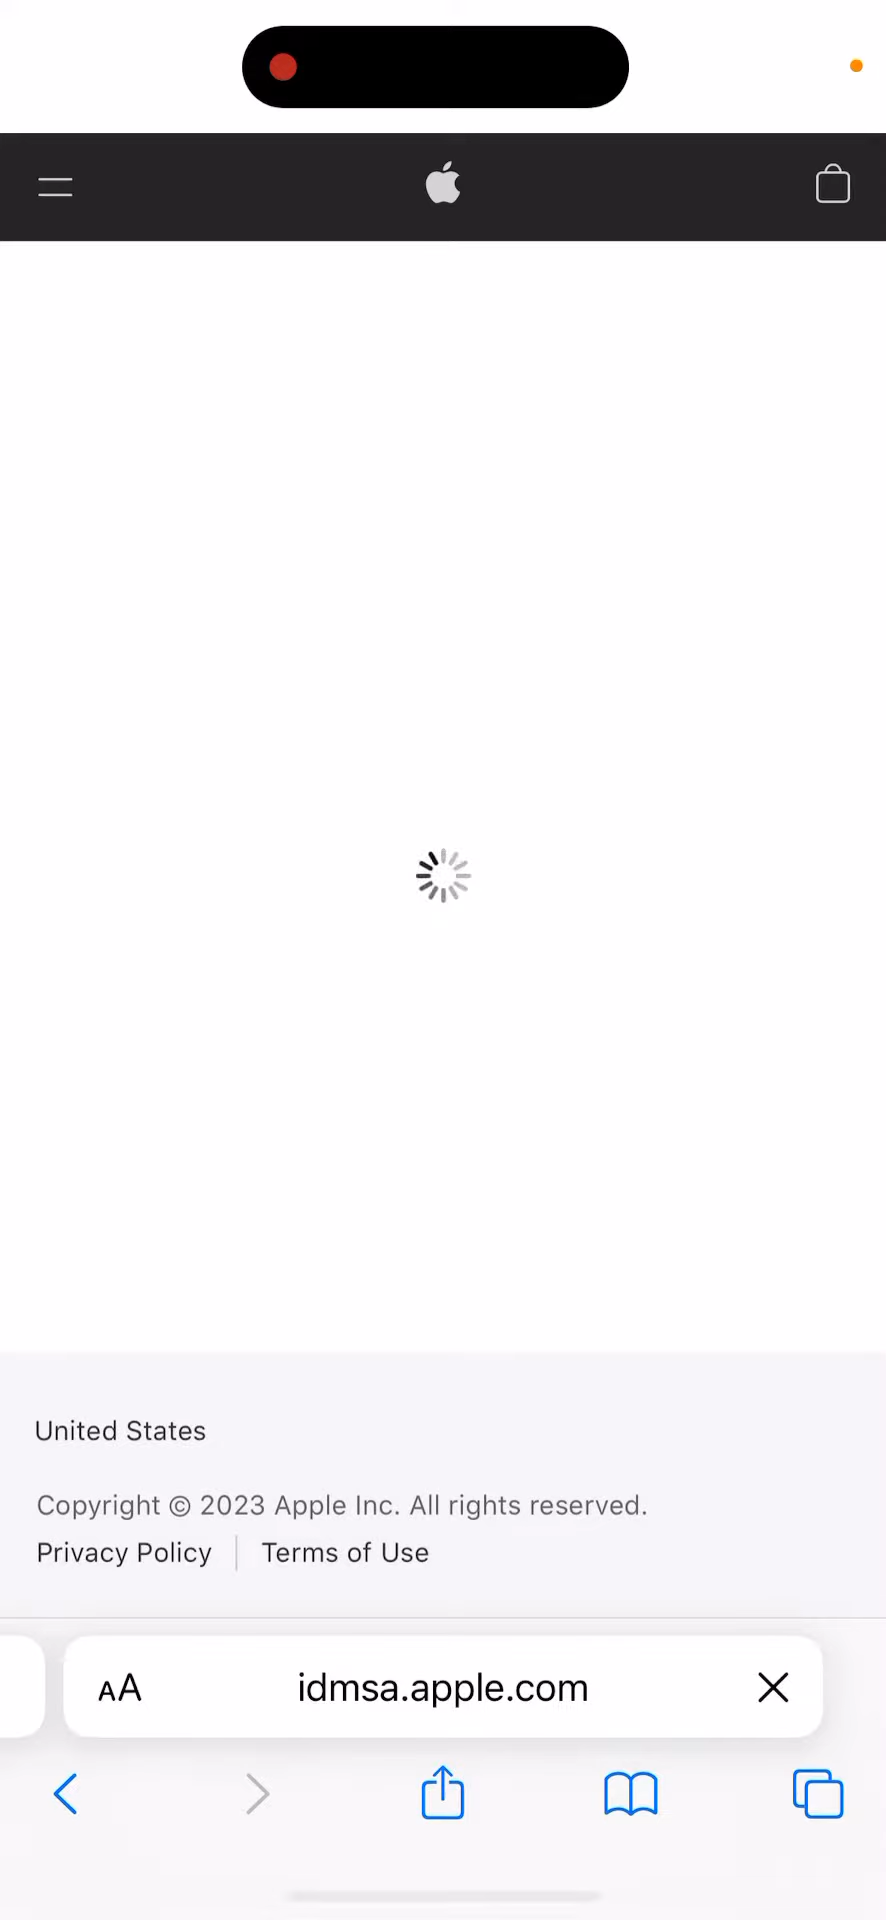 United States
Copyright © 2023 Apple Inc. All rights reserved.
Privacy Policy | Terms of Use
AA idmsa.apple.com